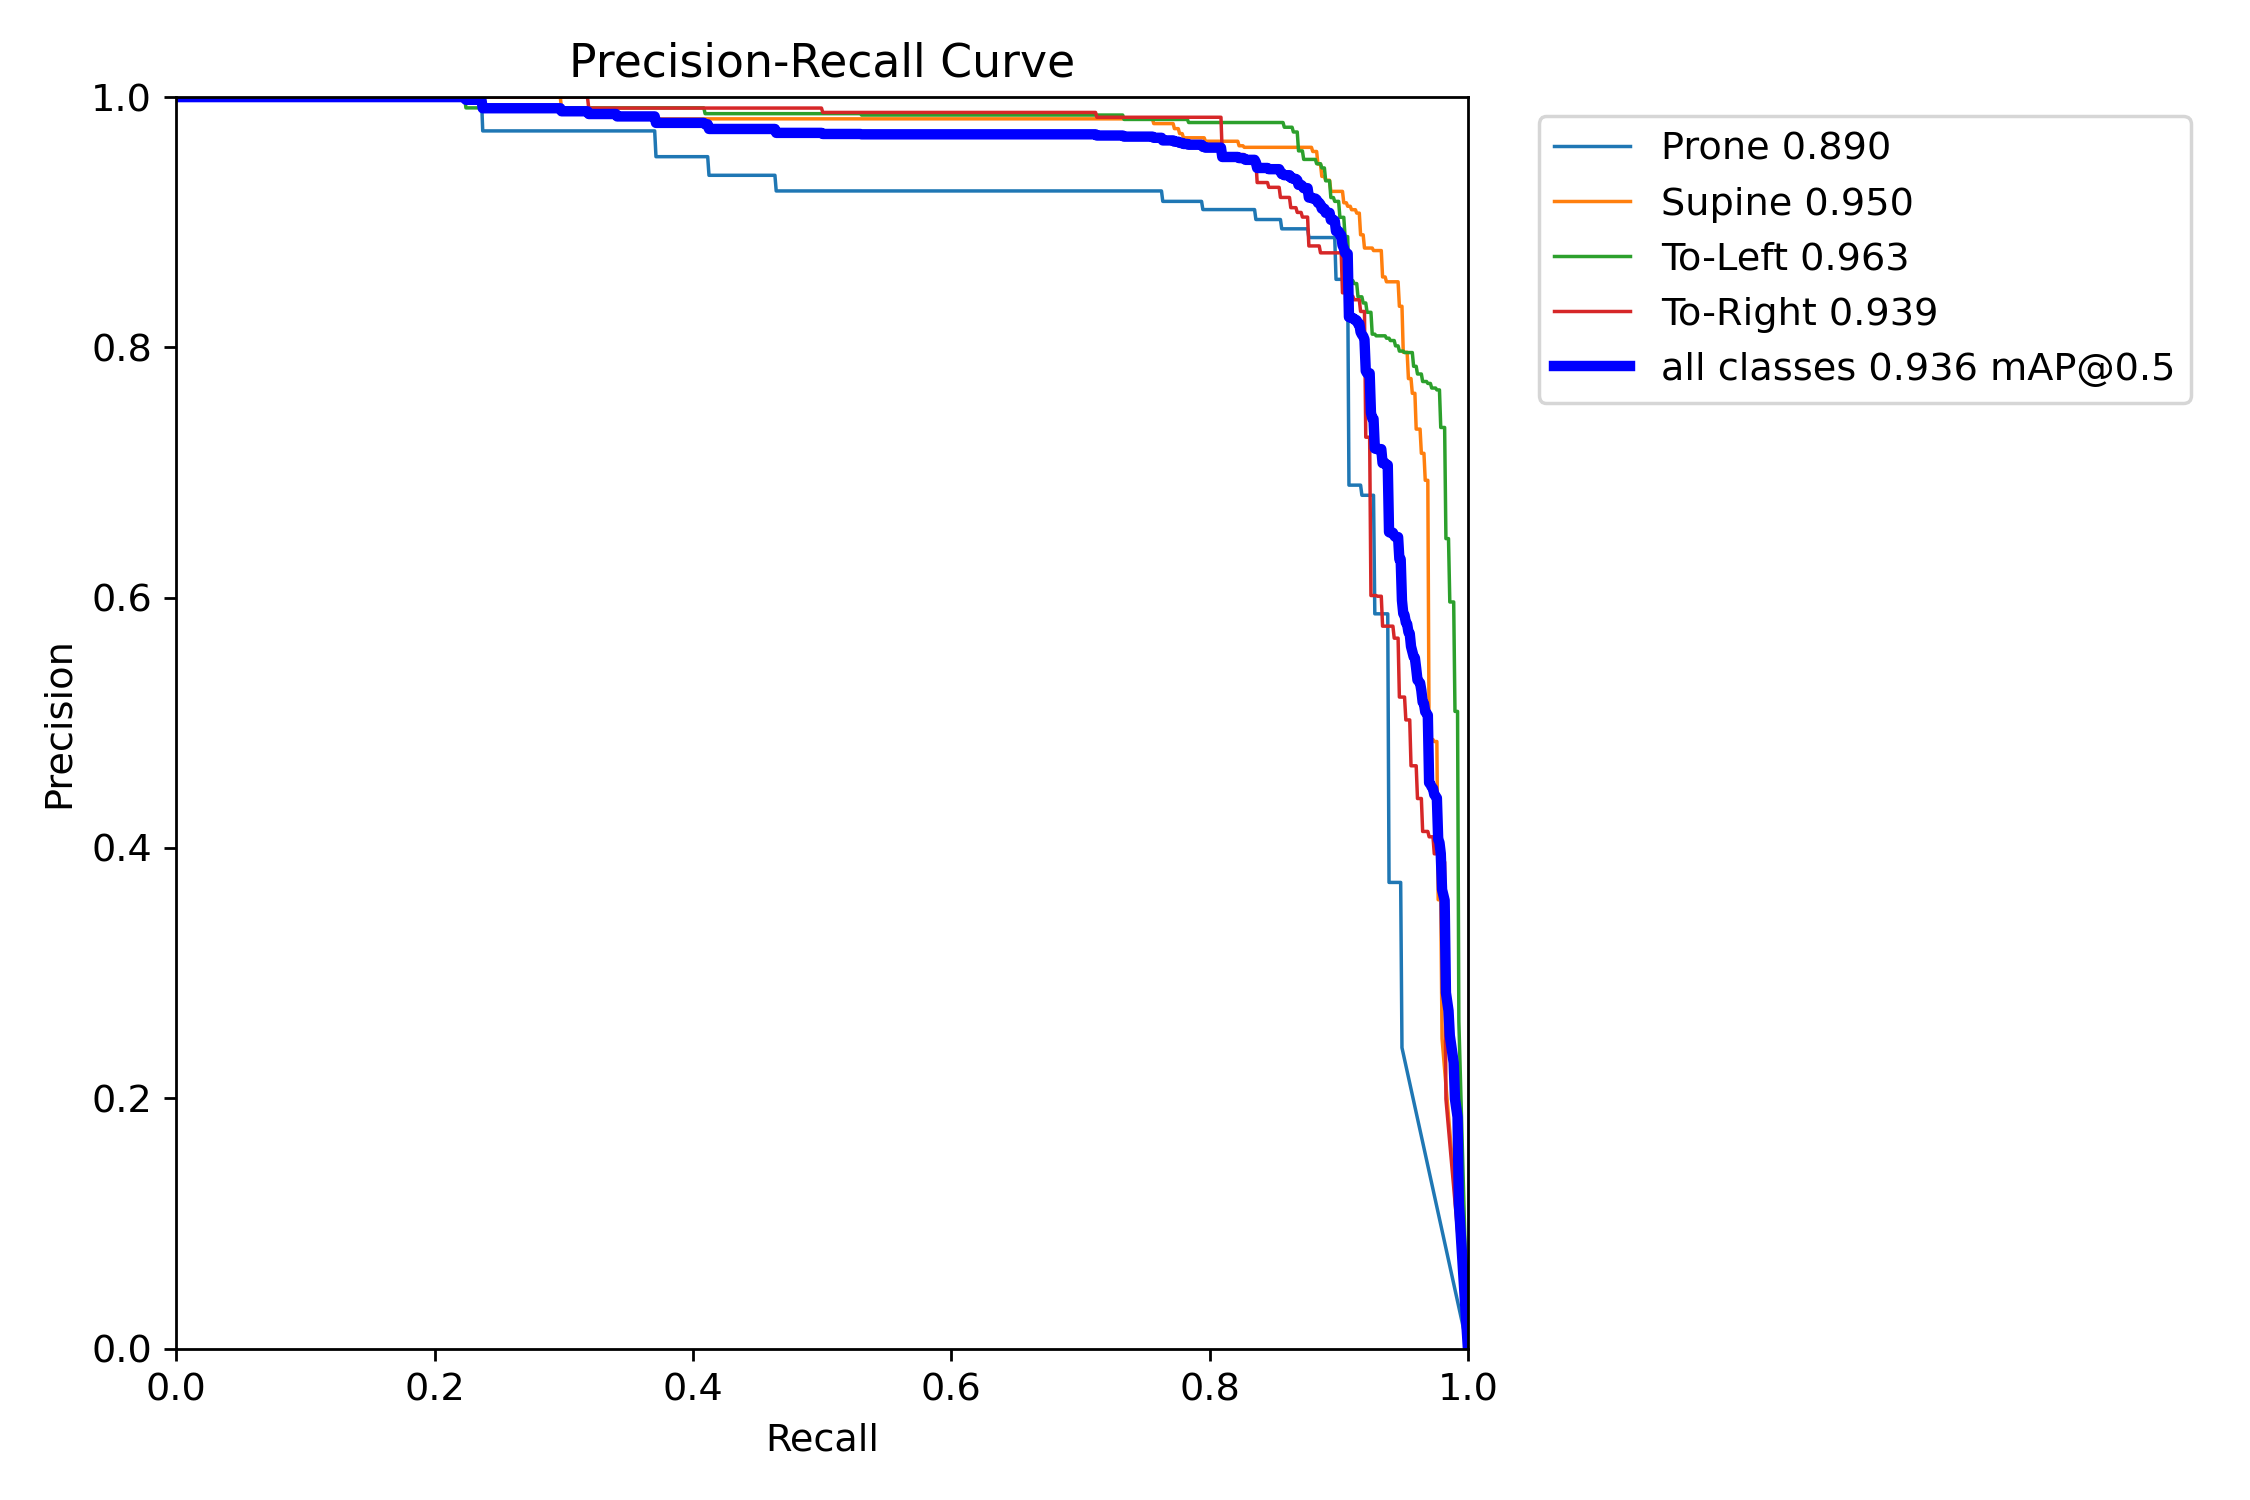 Precision-Recall Curve
1.0
0.8
0.6
0.4
0.2
0.0
Precision
0.0 0.2 0.4 0.6 0.8 1.0
Recall
Prone 0.890
Supine 0.950
To-Left 0.963
To-Right 0.939
all classes 0.936 mAP@0.5